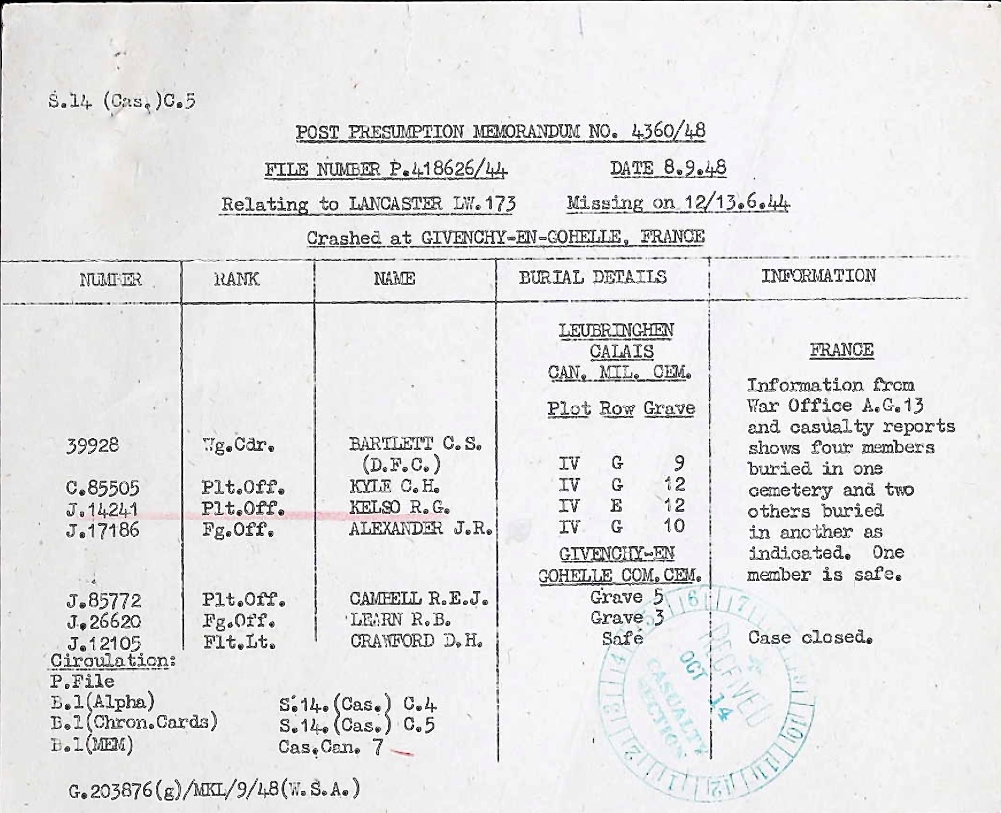 S.14 (Cas.)C.5
POST PRESUMPTION MEMORANDUM NO. 4360/48
FILE NUMBER P.418626/44 DATE 8.9.48
Relating to LANCASTER LW.173 Missing on 12/13.6.44
Crashed at GIVENCHY-EN-GOHELLE, FRANCE
NUMBER RANK NAME BURIAL DETAILS INFORMATION
LEUBRINGHEN
CALAIS
CAN. MIL. CEM.
Plot Row Grave
FRANCE
Information from
War Office A.G.13
and casualty reports
shows four members
buried in one
cemetery and two
others buried
in another as
indicated. One
member is safe.
39928 Wg.Cdr. BARTLETT C.S.
(D.F.C.) IV G 9
C.85505 Plt.Off. KYLE C.H. IV G 12
J.14241 Plt.Off. KELSO R.G. IV E 12
J.17186 Fg.Off. ALEXANDER J.R. IV G 10
GIVENCHY-EN
GOHELLE COM.CEM.
J.85772 Plt.Off. CAMPELL R.E.J. Grave 5
J.26620 Fg.Off. LEARN R.B. Grave 3
J.12105 Flt.Lt. CRAWFORD D.H. Safe Case closed.
Circulation:
P.File
B.1(Alpha) S.14.(Cas.) C.4
B.1(Chron.Cards) S.14.(Cas.) C.5
B.1(MEM) Cas.Can. 7
G.203876(g)/MKL/9/48(W.S.A.)
RECEIVED
OCT 14
CASUALTY
SECTION